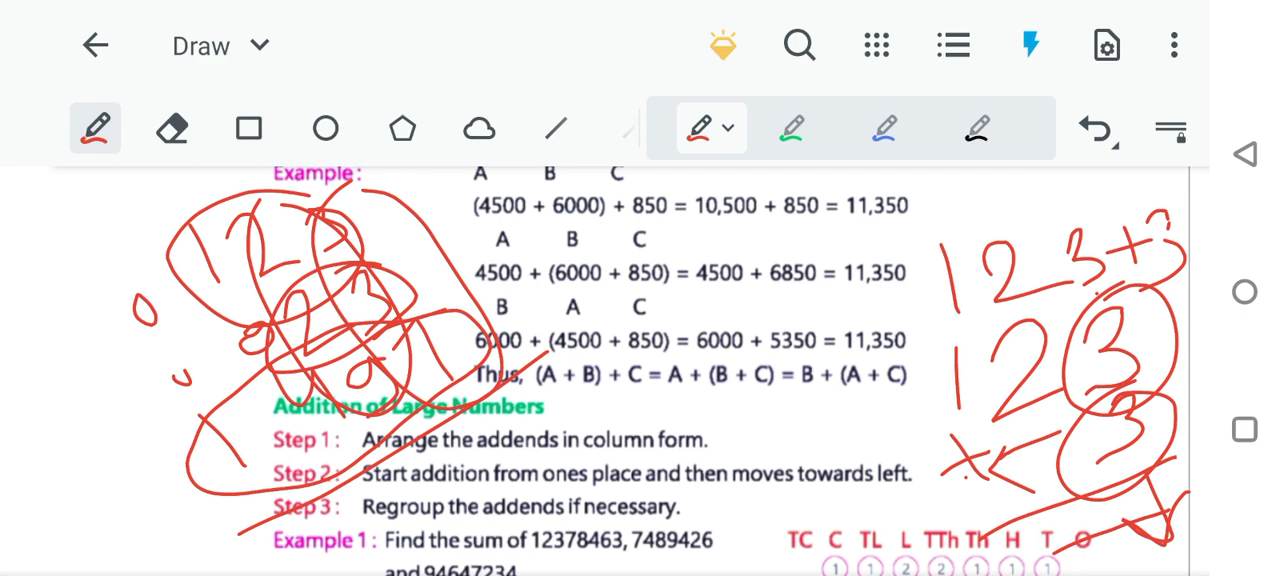 Draw
Example: A B C
(4500 + 6000) + 850 = 10,500 + 850 = 11,350
A B C
4500 + (6000 + 850) = 4500 + 6850 = 11,350
B A C
6000 + (4500 + 850) = 6000 + 5350 = 11,350
Thus, (A + B) + C = A + (B + C) = B + (A + C)
Addition of Large Numbers
Step 1: Arrange the addends in column form.
Step 2: Start addition from ones place and then moves towards left.
Step 3: Regroup the addends if necessary.
Example 1: Find the sum of 12378463, 7489426
and 94647234
TC C TL L TTh Th H T O
1 1 2 2 1 1 1
123+3
123
3